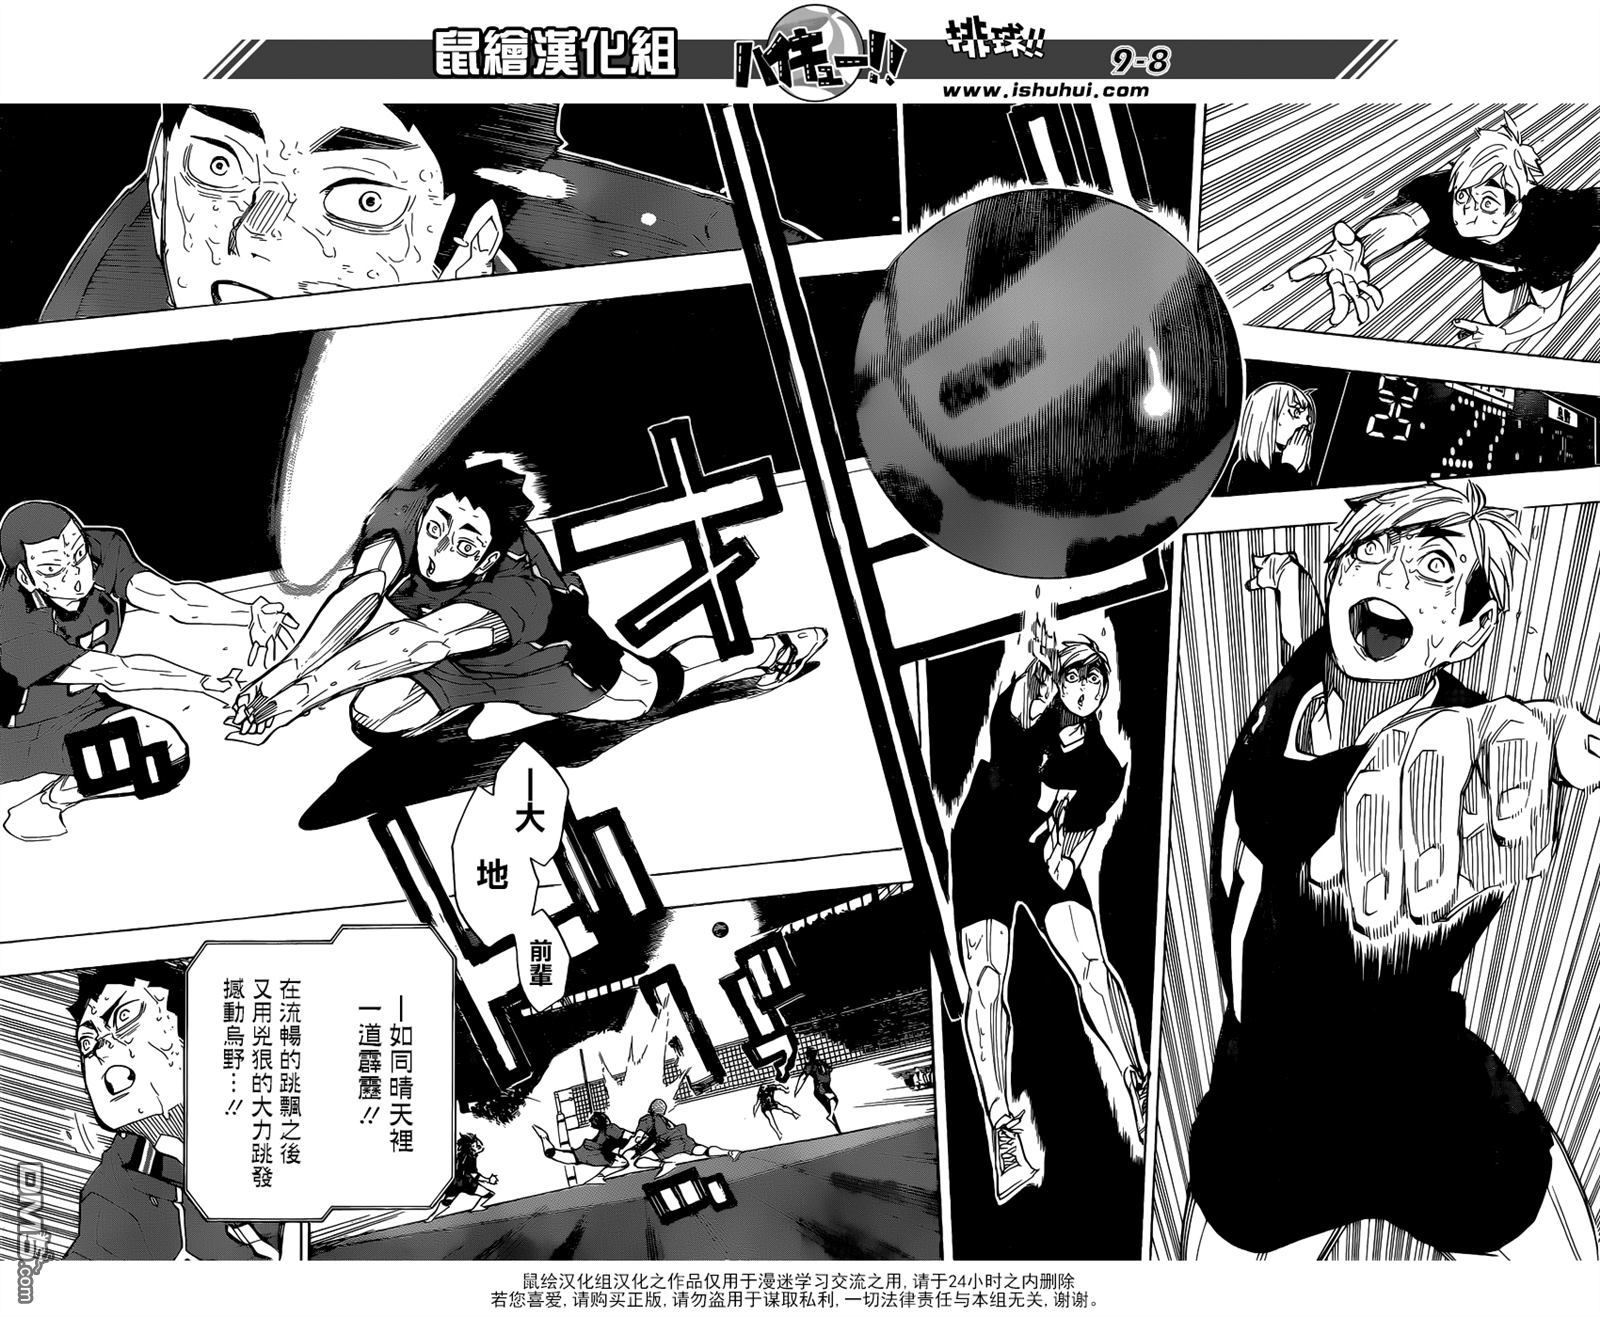 鼠繪漢化組
ハイキュー!!
排球!!
9-8
www.ishuhui.com
オ
—大
地
前輩
—如同晴天裡
一道霹靂!!
在流暢的跳飄之後
又用兇狠的大力跳發
撼動烏野…!!
DM5.com
鼠绘汉化组汉化之作品仅用于漫迷学习交流之用,请于24小时之内删除
若您喜爱,请购买正版,请勿盗用于谋取私利,一切法律责任与本组无关,谢谢。